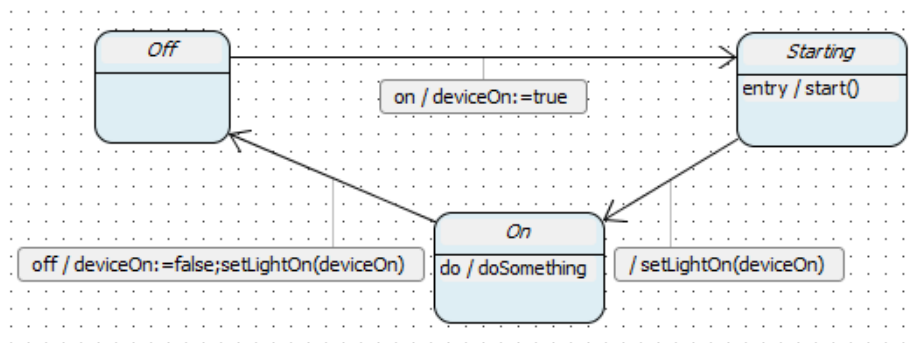 Off
Starting
entry / start()
on / deviceOn:=true
On
do / doSomething
off / deviceOn:=false;setLightOn(deviceOn)
/ setLightOn(deviceOn)